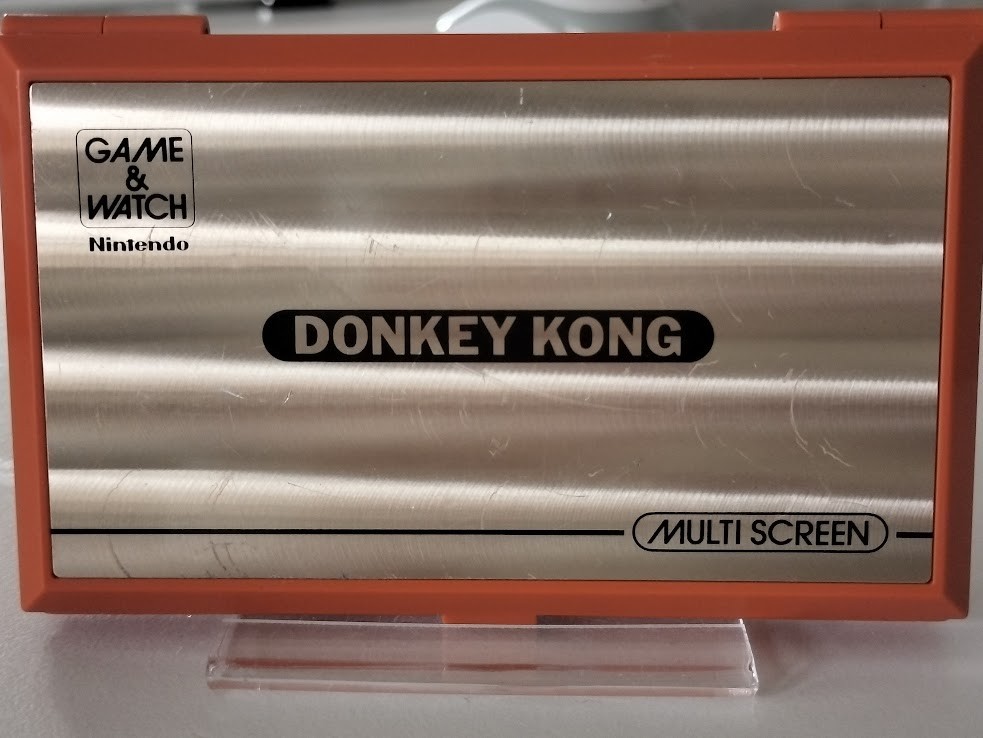 GAME
&
WATCH
Nintendo
DONKEY KONG
MULTI SCREEN